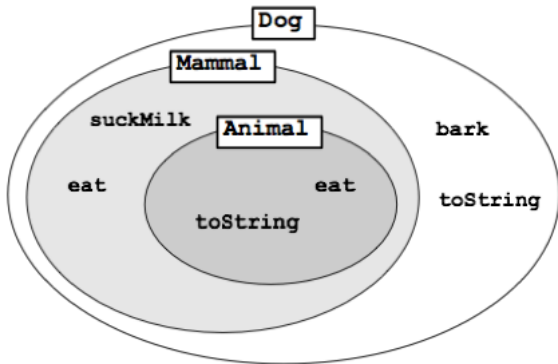 Dog
Mammal
suckMilk
Animal
bark
eat
eat
toString
toString